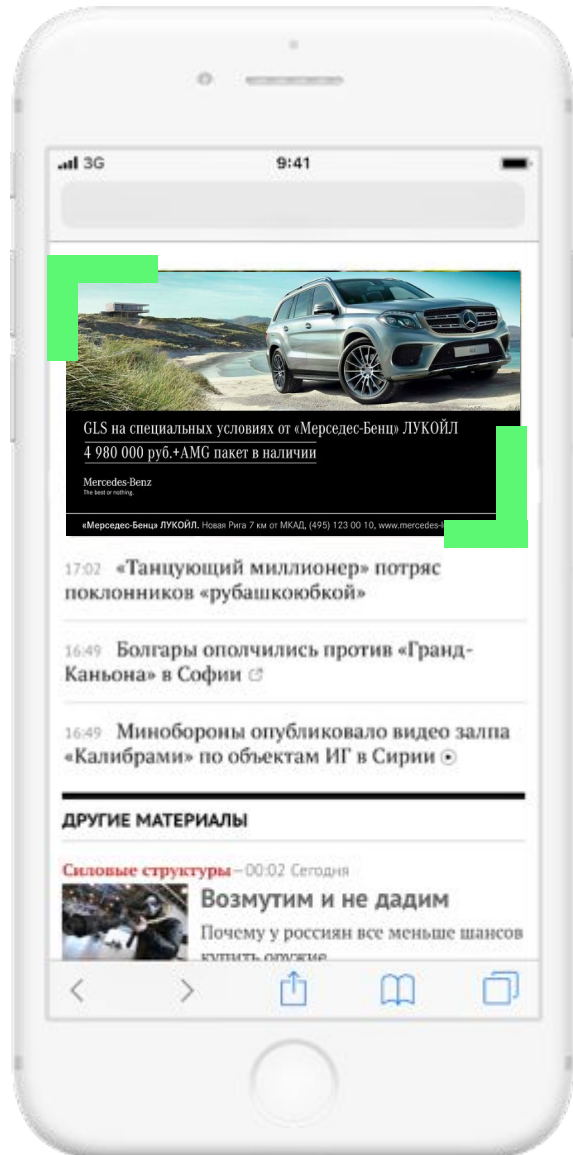 3G
9:41
GLS на специальных условиях от «Мерседес-Бенц» ЛУКОЙЛ
4 980 000 руб.+AMG пакет в наличии
Mercedes-Benz
The best or nothing.
«Мерседес-Бенц» ЛУКОЙЛ. Новая Рига 7 км от МКАД, (495) 123 00 10, www.mercedes-
17:02 «Танцующий миллионер» потряс
поклонников «рубашкоюбкой»
16:49 Болгары ополчились против «Гранд-
Каньона» в Софии
16:49 Минобороны опубликовало видео залпа
«Калибрами» по объектам ИГ в Сирии
ДРУГИЕ МАТЕРИАЛЫ
Силовые структуры — 00:02 Сегодня
Возмутим и не дадим
Почему у россиян все меньше шансов
купить оружие